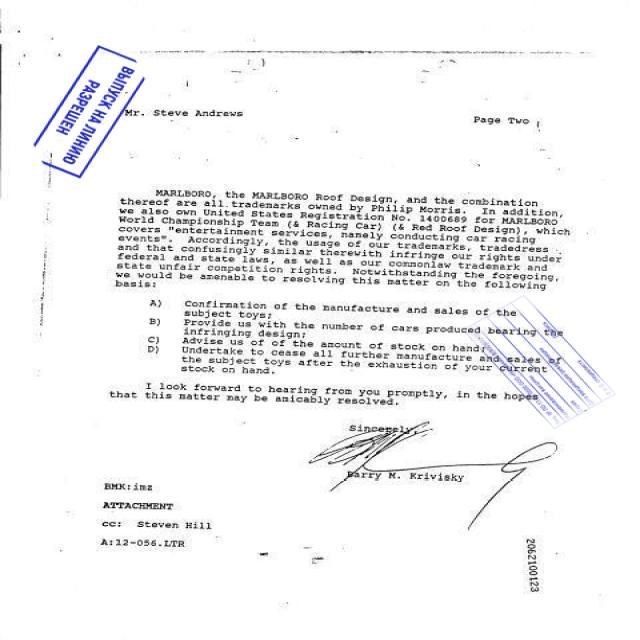 ВЫПУСК НА ЛИНИЮ
РАЗРЕШЕН
Mr. Steve Andrews
Page Two
MARLBORO, the MARLBORO Roof Design, and the combination
thereof are all trademarks owned by Philip Morris. In addition,
we also own United States Registration No. 1400689 for MARLBORO
World Championship Team (& Racing Car) (& Red Roof Design), which
covers "entertainment services, namely conducting car racing
events". Accordingly, the usage of our trademarks, tradedress
and that confusingly similar therewith infringe our rights under
federal and state laws, as well as our commonlaw trademark and
state unfair competition rights. Notwithstanding the foregoing,
we would be amenable to resolving this matter on the following
basis:
A) Confirmation of the manufacture and sales of the
subject toys;
B) Provide us with the number of cars produced bearing the
infringing design;
C) Advise us of of the amount of stock on hand;
D) Undertake to cease all further manufacture and sales of
the subject toys after the exhaustion of your current
stock on hand.
I look forward to hearing from you promptly, in the hopes
that this matter may be amicably resolved.
Sincerely,
Barry M. Krivisky
BMK:imz
ATTACHMENT
cc: Steven Hill
A:12-056.LTR
2062100123